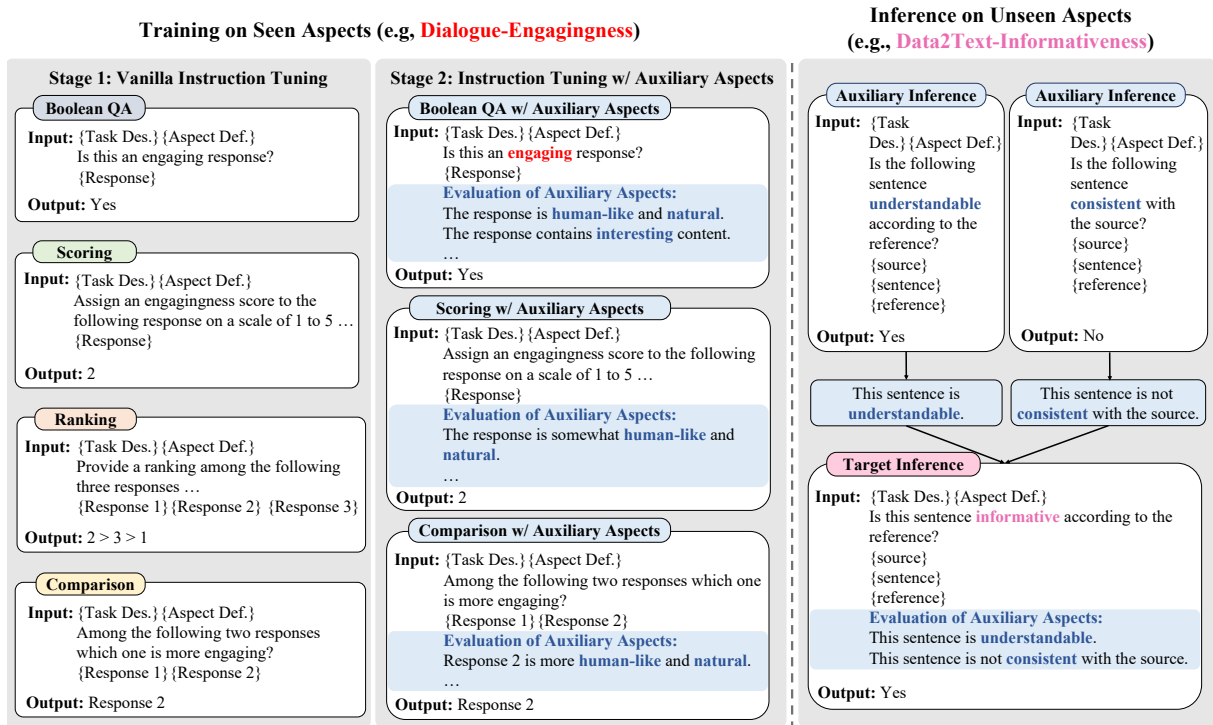 Training on Seen Aspects (e.g, Dialogue-Engagingness)
Stage 1: Vanilla Instruction Tuning
Boolean QA
Input: {Task Des.}{Aspect Def.}
Is this an engaging response?
{Response}
Output: Yes
Scoring
Input: {Task Des.}{Aspect Def.}
Assign an engagingness score to the
following response on a scale of 1 to 5 …
{Response}
Output: 2
Ranking
Input: {Task Des.}{Aspect Def.}
Provide a ranking among the following
three responses …
{Response 1}{Response 2} {Response 3}
Output: 2 > 3 > 1
Comparison
Input: {Task Des.}{Aspect Def.}
Among the following two responses
which one is more engaging?
{Response 1}{Response 2}
Output: Response 2
Stage 2: Instruction Tuning w/ Auxiliary Aspects
Boolean QA w/ Auxiliary Aspects
Input: {Task Des.}{Aspect Def.}
Is this an engaging response?
{Response}
Evaluation of Auxiliary Aspects:
The response is human-like and natural.
The response contains interesting content.
…
Output: Yes
Scoring w/ Auxiliary Aspects
Input: {Task Des.}{Aspect Def.}
Assign an engagingness score to the following
response on a scale of 1 to 5 …
{Response}
Evaluation of Auxiliary Aspects:
The response is somewhat human-like and
natural.
…
Output: 2
Comparison w/ Auxiliary Aspects
Input: {Task Des.}{Aspect Def.}
Among the following two responses which one
is more engaging?
{Response 1}{Response 2}
Evaluation of Auxiliary Aspects:
Response 2 is more human-like and natural.
…
Output: Response 2
Inference on Unseen Aspects
(e.g., Data2Text-Informativeness)
Auxiliary Inference
Input: {Task
Des.}{Aspect Def.}
Is the following
sentence
understandable
according to the
reference?
{source}
{sentence}
{reference}
Output: Yes
This sentence is
understandable.
Auxiliary Inference
Input: {Task
Des.}{Aspect Def.}
Is the following
sentence
consistent with
the source?
{source}
{sentence}
{reference}
Output: No
This sentence is not
consistent with the source.
Target Inference
Input: {Task Des.}{Aspect Def.}
Is this sentence informative according to the
reference?
{source}
{sentence}
{reference}
Evaluation of Auxiliary Aspects:
This sentence is understandable.
This sentence is not consistent with the source.
Output: Yes